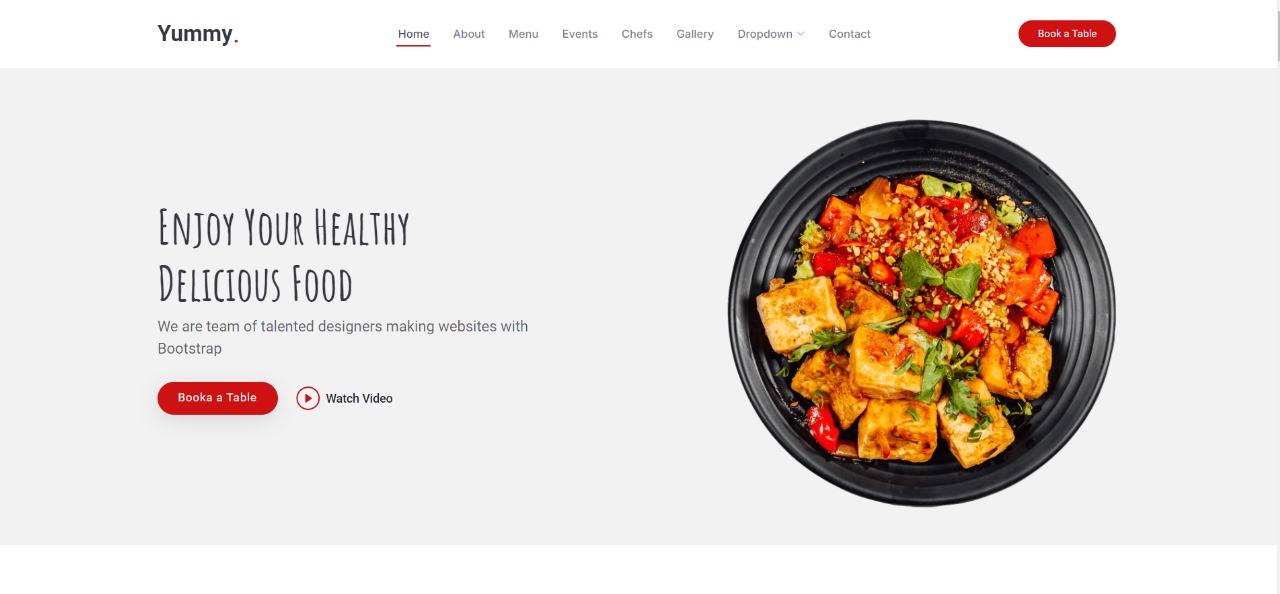 Yummy.
Home About Menu Events Chefs Gallery Dropdown Contact
Book a Table
Enjoy Your Healthy
Delicious Food
We are team of talented designers making websites with
Bootstrap
Booka a Table
Watch Video